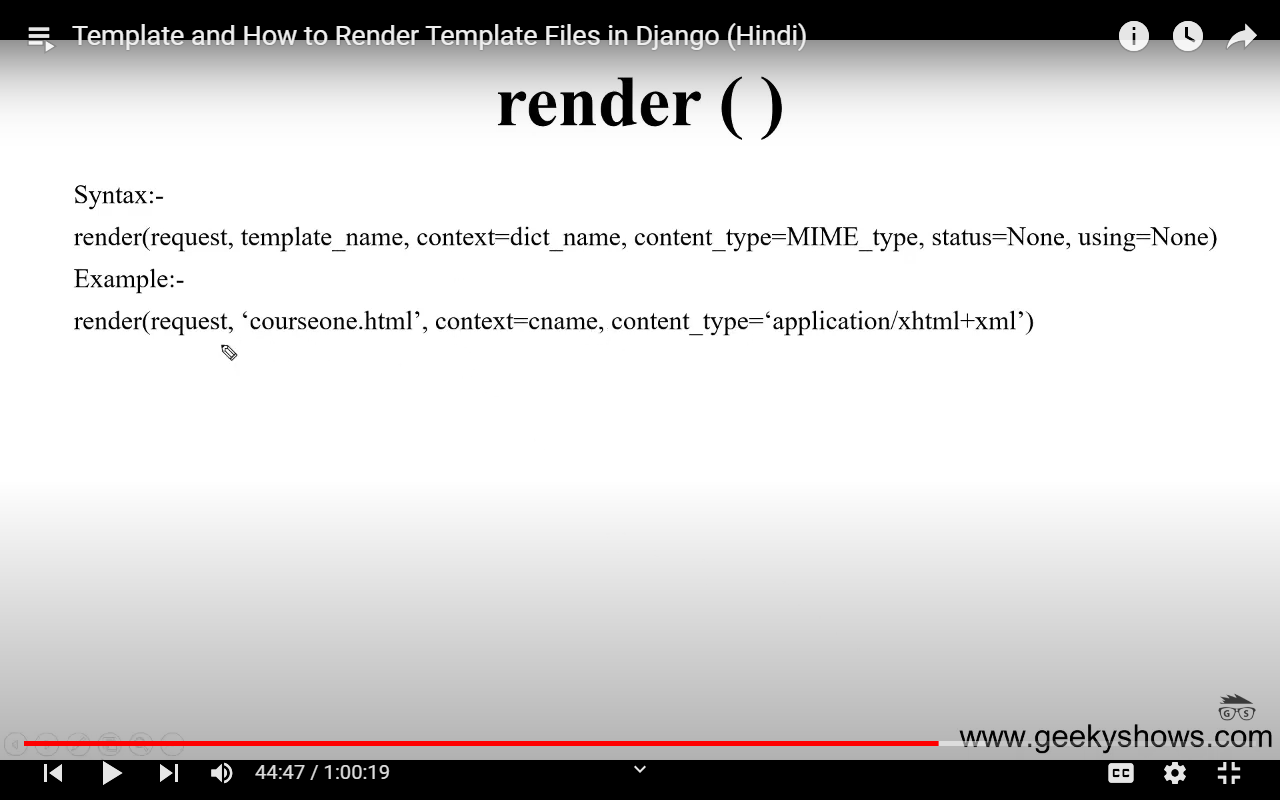 Template and How to Render Template Files in Django (Hindi)
render ( )
Syntax:-
render(request, template_name, context=dict_name, content_type=MIME_type, status=None, using=None)
Example:-
render(request, ‘courseone.html’, context=cname, content_type=‘application/xhtml+xml’)
G S
www.geekyshows.com
44:47 / 1:00:19
CC